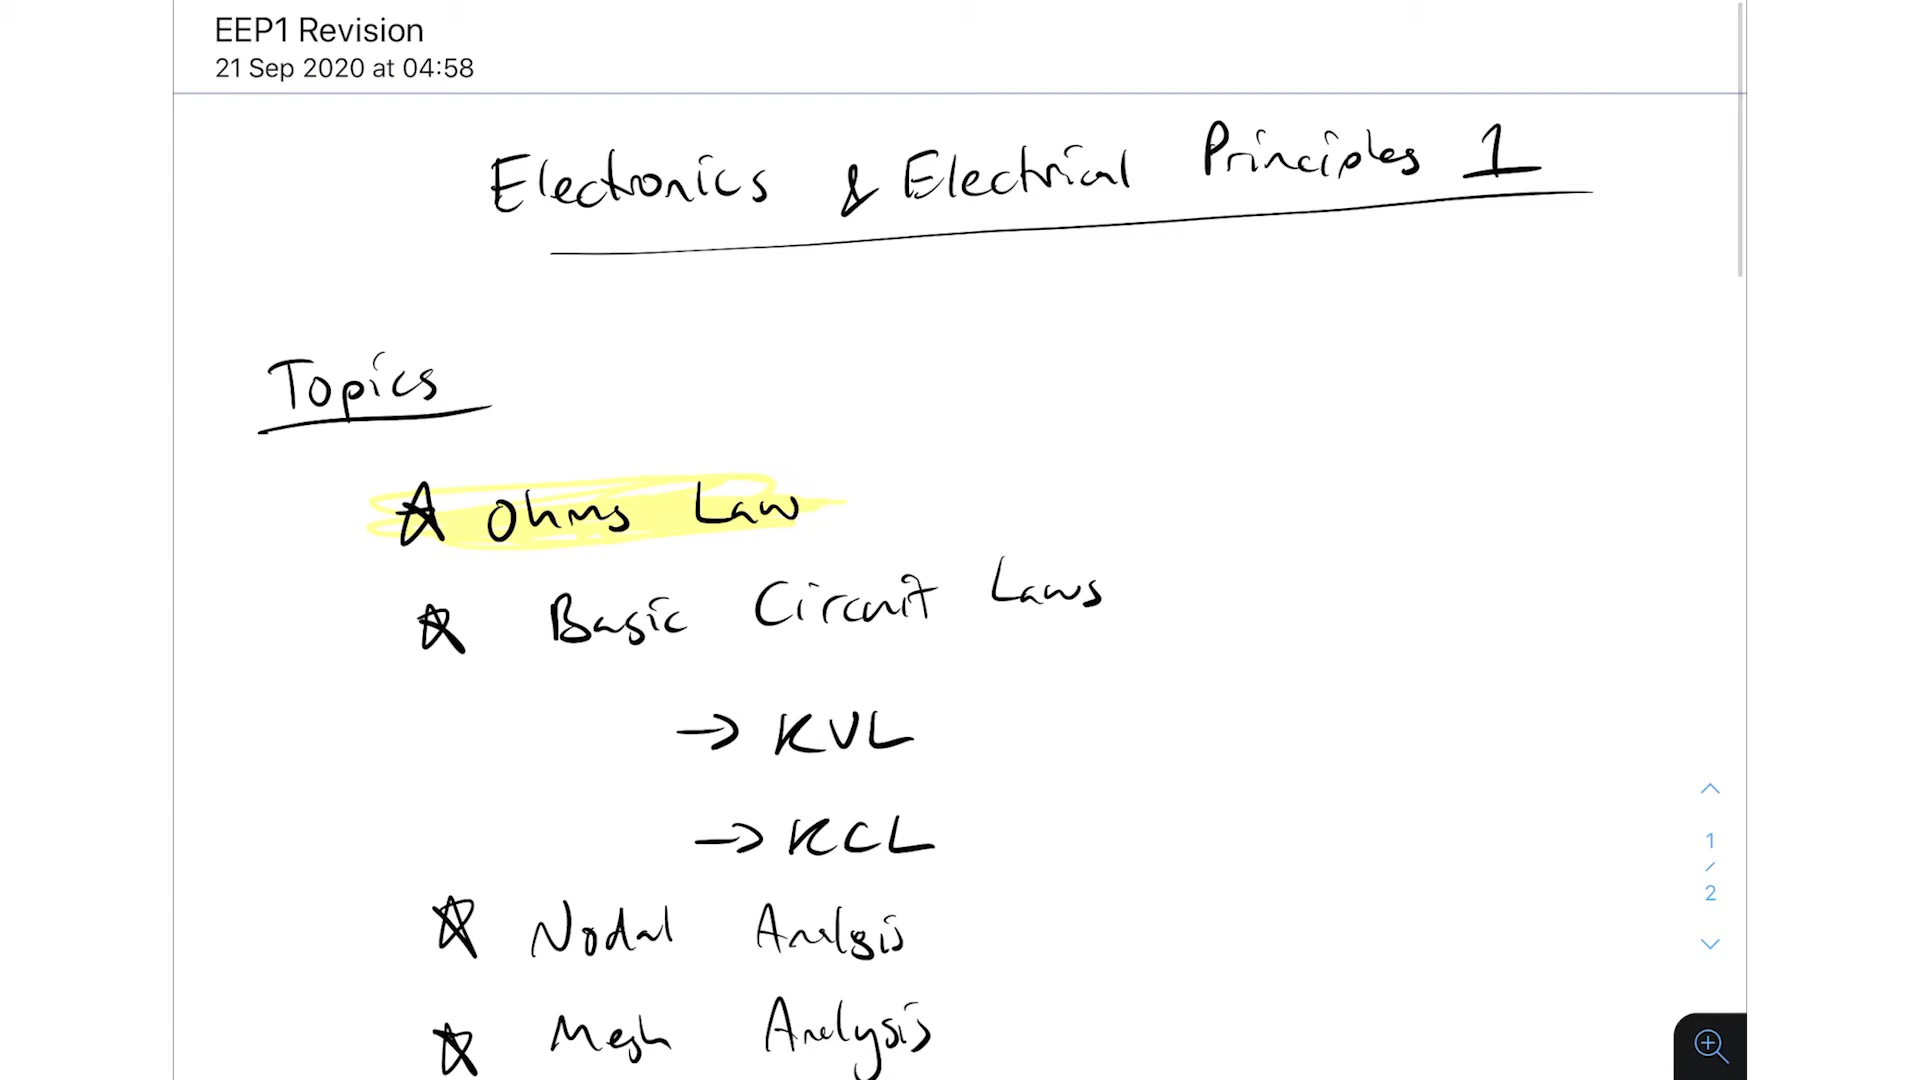 EEP1 Revision
21 Sep 2020 at 04:58
Electronics & Electrical Principles 1
Topics
Ohms Law
Basic Circuit Laws
→ KVL
→ KCL
Nodal Analysis
Mesh Analysis
1
/
2